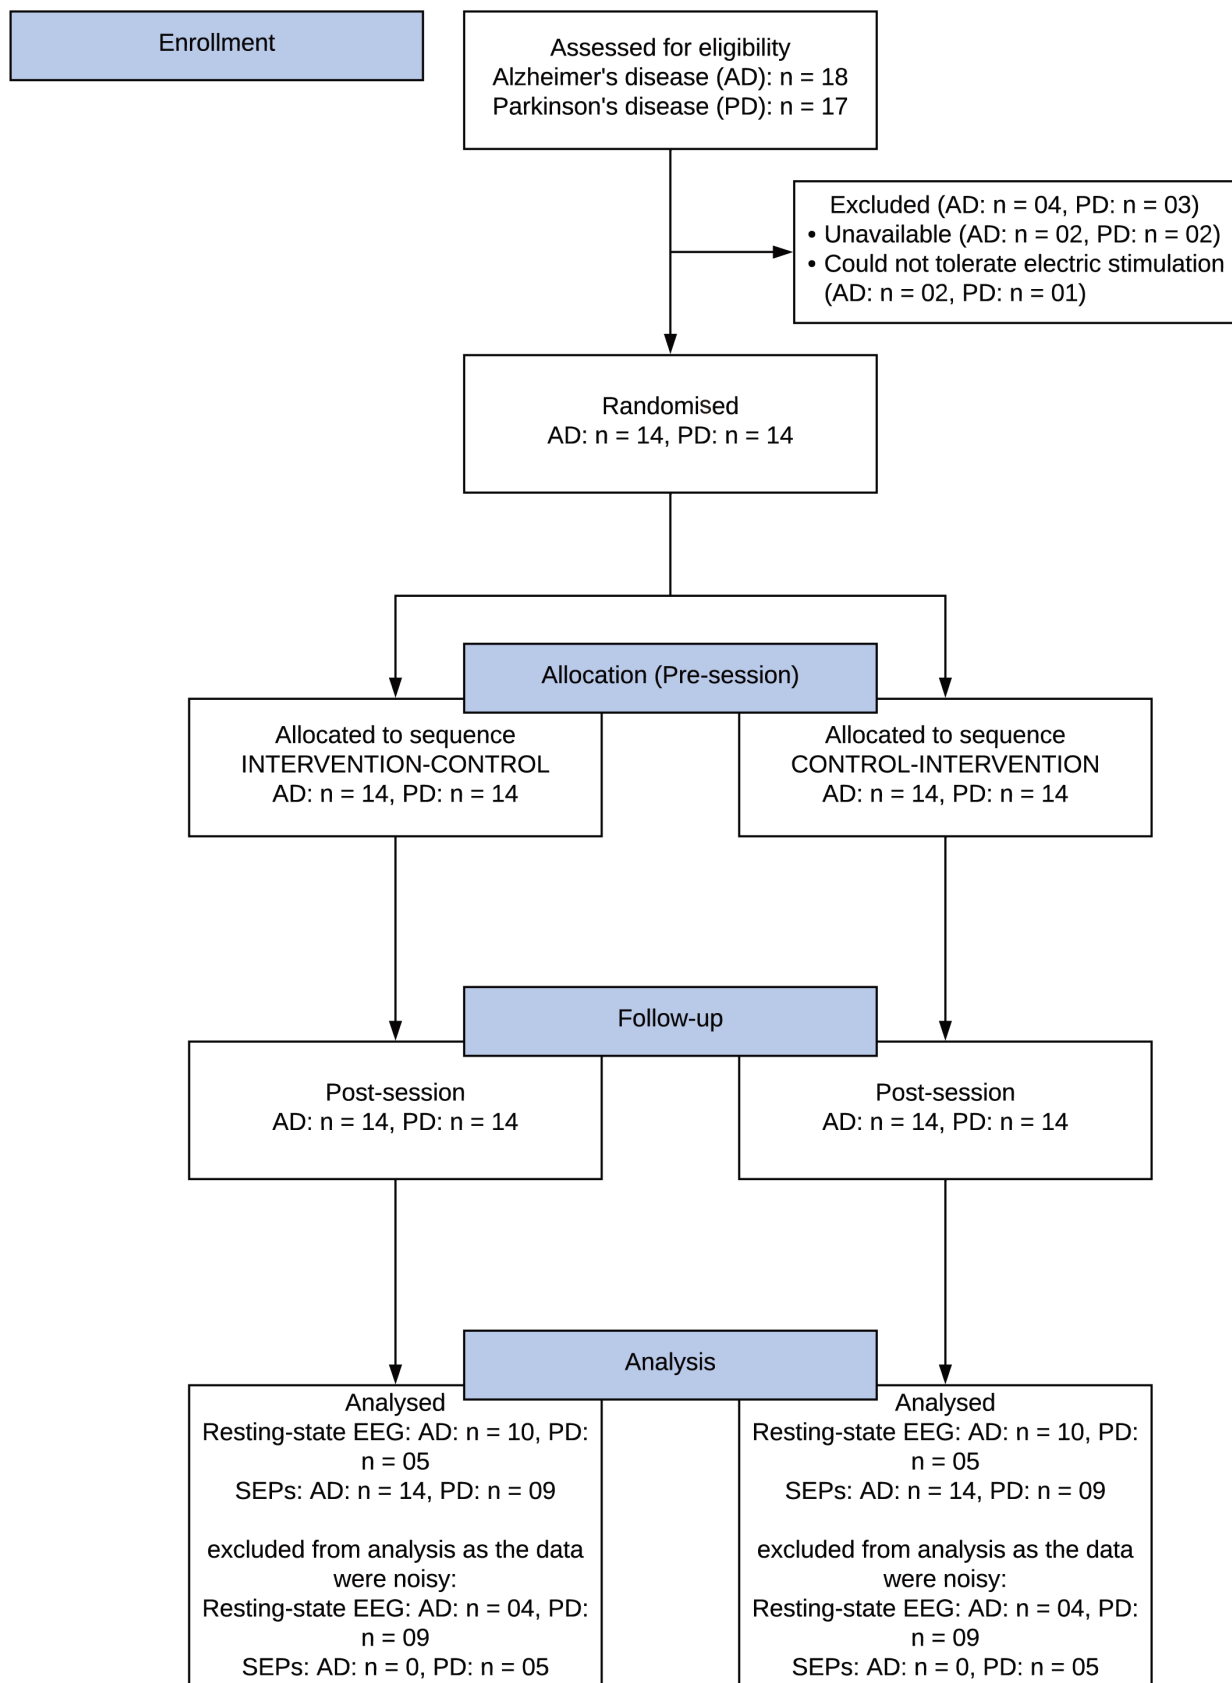 Enrollment
Assessed for eligibility
Alzheimer's disease (AD): n = 18
Parkinson's disease (PD): n = 17
Excluded (AD: n = 04, PD: n = 03)
• Unavailable (AD: n = 02, PD: n = 02)
• Could not tolerate electric stimulation
(AD: n = 02, PD: n = 01)
Randomised
AD: n = 14, PD: n = 14
Allocation (Pre-session)
Allocated to sequence
INTERVENTION-CONTROL
AD: n = 14, PD: n = 14
Allocated to sequence
CONTROL-INTERVENTION
AD: n = 14, PD: n = 14
Follow-up
Post-session
AD: n = 14, PD: n = 14
Post-session
AD: n = 14, PD: n = 14
Analysis
Analysed
Resting-state EEG: AD: n = 10, PD:
n = 05
SEPs: AD: n = 14, PD: n = 09
excluded from analysis as the data
were noisy:
Resting-state EEG: AD: n = 04, PD:
n = 09
SEPs: AD: n = 0, PD: n = 05
Analysed
Resting-state EEG: AD: n = 10, PD:
n = 05
SEPs: AD: n = 14, PD: n = 09
excluded from analysis as the data
were noisy:
Resting-state EEG: AD: n = 04, PD:
n = 09
SEPs: AD: n = 0, PD: n = 05